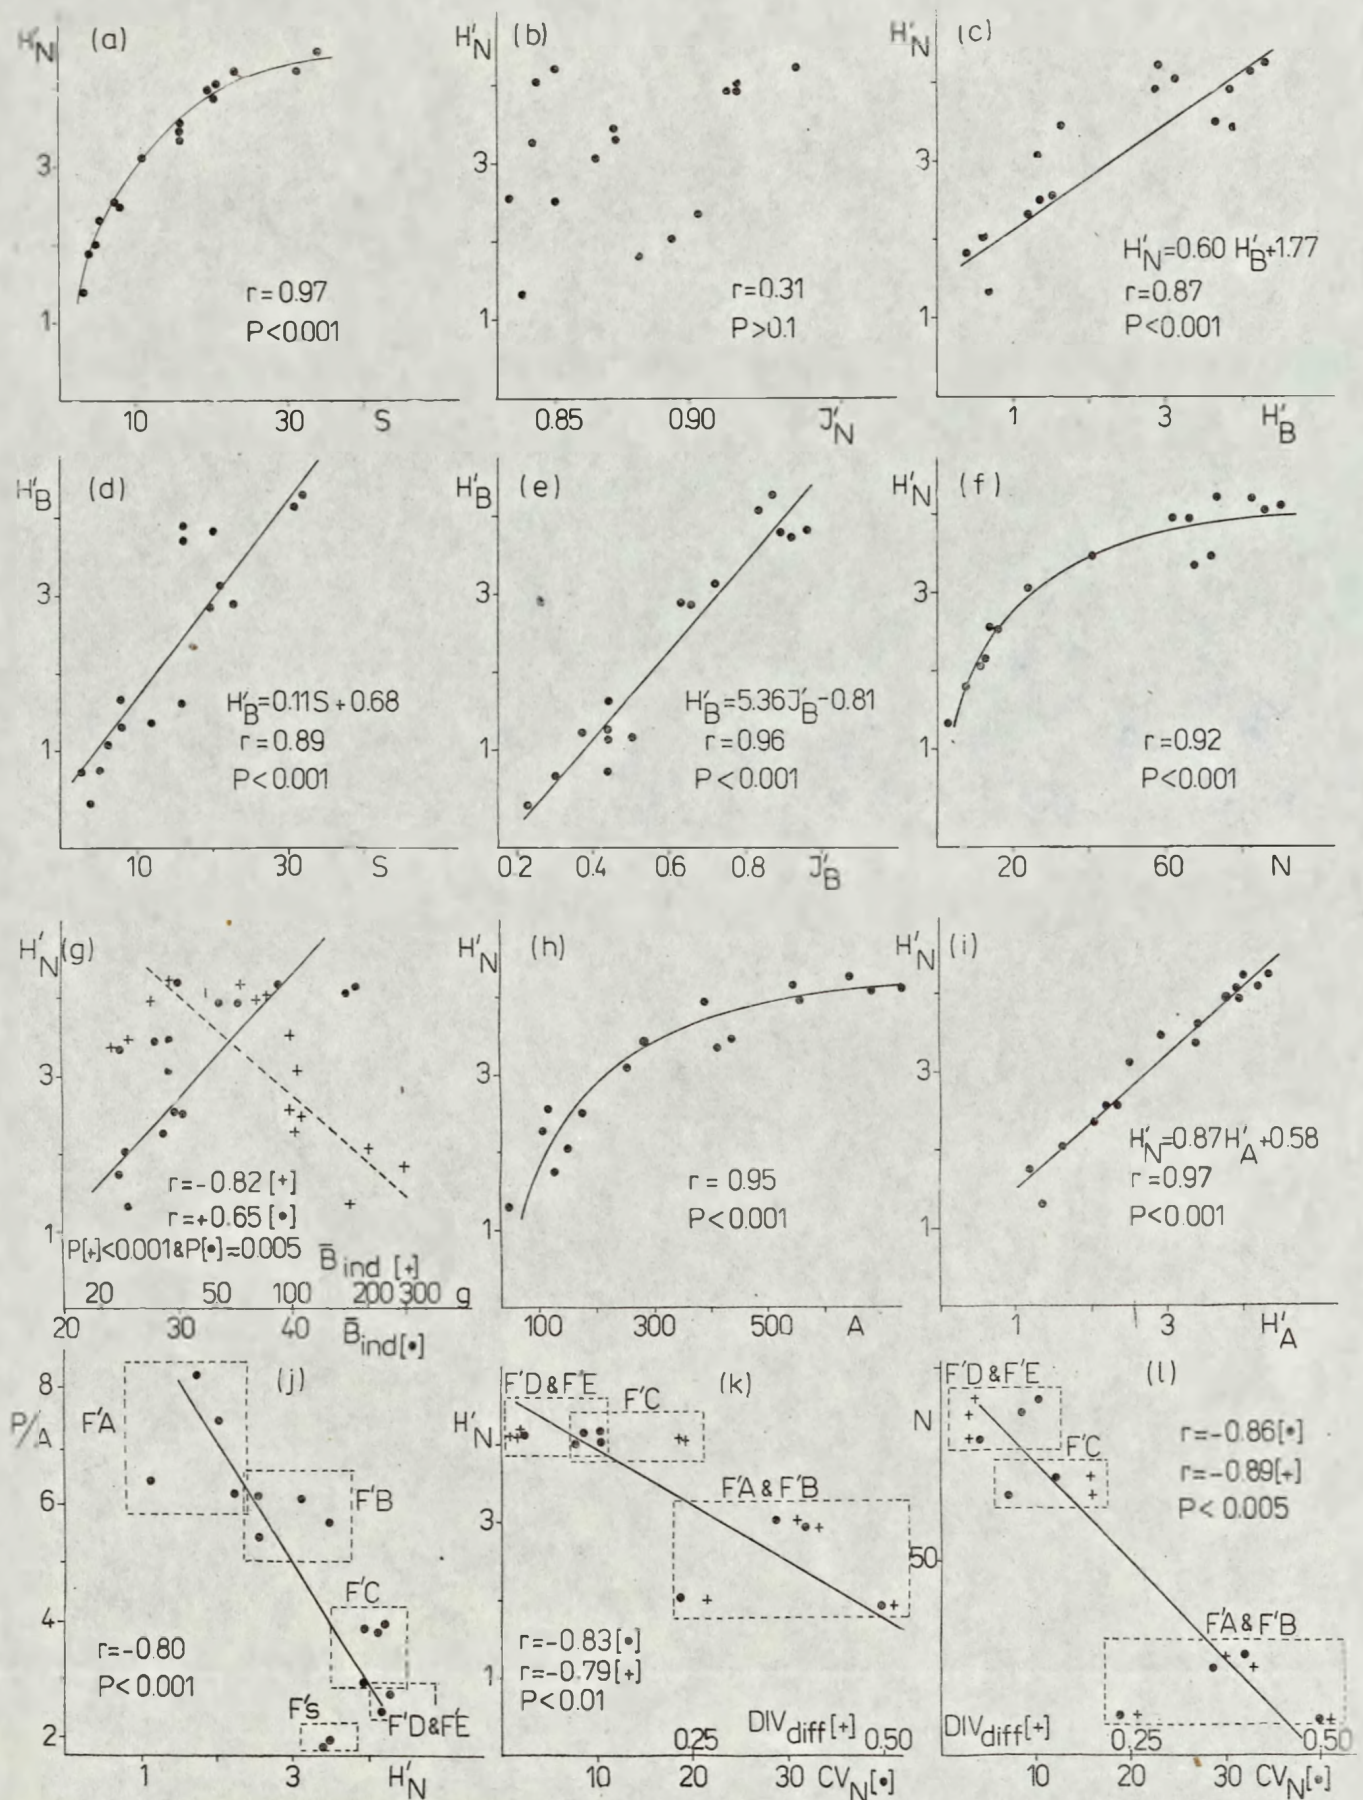 H'N (a)
3
1
r=0.97
P<0.001
10 30 S
H'N (b)
3
1
r=0.31
P>0.1
0.85 0.90 J'N
H'N (c)
3
1
H'N=0.60 H'B+1.77
r=0.87
P<0.001
1 3 H'B
H'B (d)
3
1
H'B=0.11S+0.68
r=0.89
P<0.001
10 30 S
H'B (e)
3
1
H'B=5.36J'B-0.81
r=0.96
P<0.001
0.2 0.4 0.6 0.8 J'B
H'N (f)
3
1
r=0.92
P<0.001
20 60 N
H'N (g)
3
1
r=-0.82[+]
r=+0.65[•]
P[+]<0.001&P[•]=0.005
B̅ind[+]
20 50 100 200 300 g
20 30 40 B̅ind[•]
H'N (h)
3
1
r=0.95
P<0.001
100 300 500 A
H'N (i)
3
1
H'N=0.87H'A+0.58
r=0.97
P<0.001
1 3 H'A
(j)
8
P/A
F'A
6
F'B
F'C
4
r=-0.80
P<0.001
F's
F'D&F'E
2
1 3 H'N
F'D&F'E (k)
F'C
H'N
F'A&F'B
3
r=-0.83[•]
1
r=-0.79[+]
P<0.01
DIVdiff[+]
0.25 0.50
10 20 30 CVN[•]
F'D&F'E (l)
N
r=-0.86[•]
F'C
r=-0.89[+]
P<0.005
50
F'A&F'B
DIVdiff[+] 0.25 0.50
10 20 30 CVN[•]